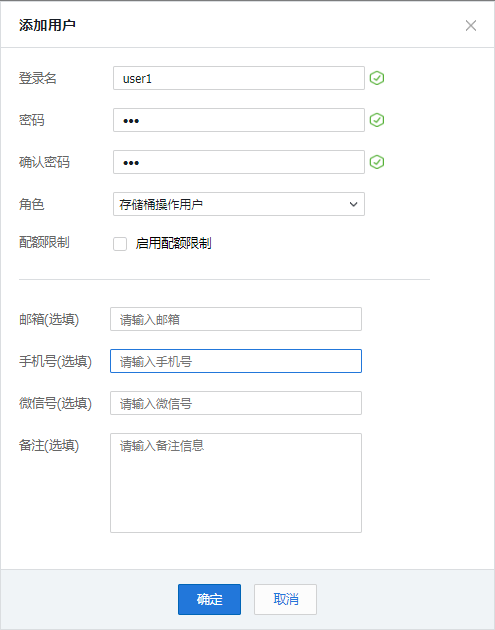 添加用户
登录名 user1
密码 •••
确认密码 •••
角色 存储桶操作用户
配额限制 启用配额限制
邮箱(选填) 请输入邮箱
手机号(选填) 请输入手机号
微信号(选填) 请输入微信号
备注(选填) 请输入备注信息
确定 取消